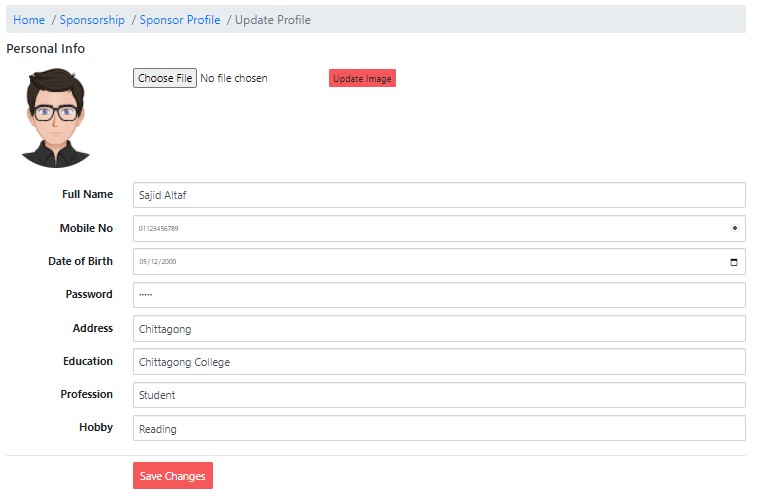 Home / Sponsorship / Sponsor Profile / Update Profile
Personal Info
Choose File No file chosen Update Image
Full Name Sajid Altaf
Mobile No 01123456789
Date of Birth 05/12/2000
Password •••••
Address Chittagong
Education Chittagong College
Profession Student
Hobby Reading
Save Changes